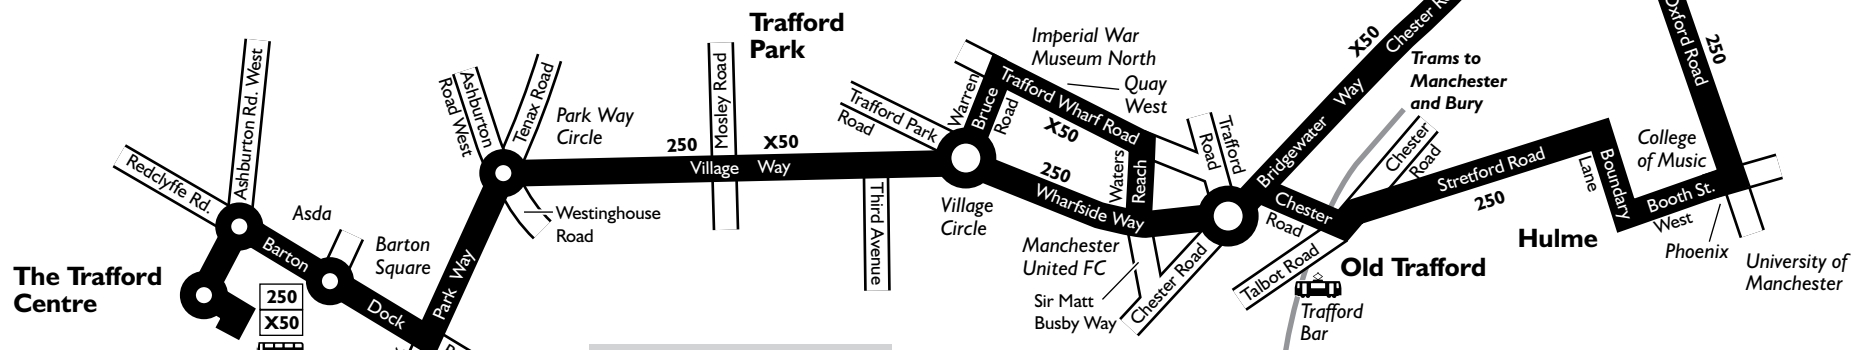 The Trafford
Centre
Redclyffe Rd.
Ashburton Rd. West
Asda
Barton
Barton
Square
250
X50
Dock
Park Way
Ashburton
Road West
Tenax Road
Park Way
Circle
Westinghouse
Road
250
X50
Village Way
Mosley Road
Trafford
Park
Third Avenue
Trafford Park
Road
Village
Circle
Warren
Bruce
Road
Imperial War
Museum North
Quay
West
Trafford Wharf Road
X50
250
Wharfside Way
Waters
Reach
Manchester
United FC
Sir Matt
Busby Way
Chester Road
Trafford
Road
Bridgewater Way
X50
Trams to
Manchester
and Bury
Chester
Road
Chester
Road
Talbot Road
Old Trafford
Trafford
Bar
Stretford Road
250
Hulme
Boundary
Lane
College
of Music
Booth St.
West
Phoenix
Oxford Road
250
University of
Manchester